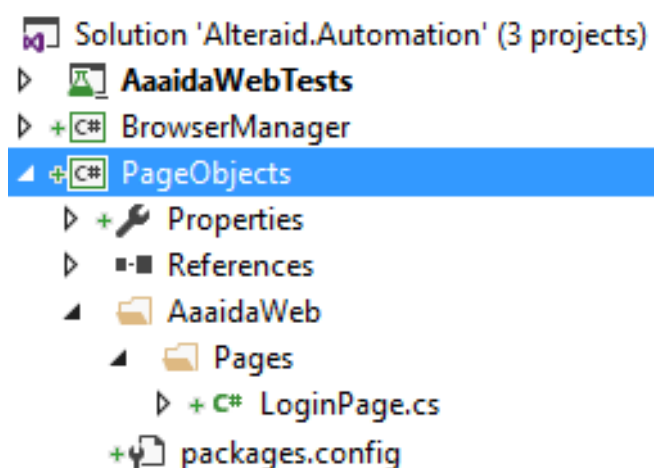 Solution 'Alteraid.Automation' (3 projects)
AaaidaWebTests
+ C# BrowserManager
+ C# PageObjects
+ Properties
References
AaaidaWeb
Pages
+ C# LoginPage.cs
+ packages.config